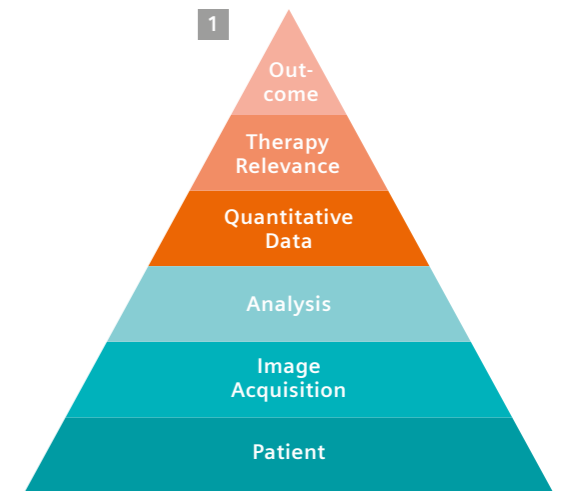 1
Out-
come
Therapy
Relevance
Quantitative
Data
Analysis
Image
Acquisition
Patient